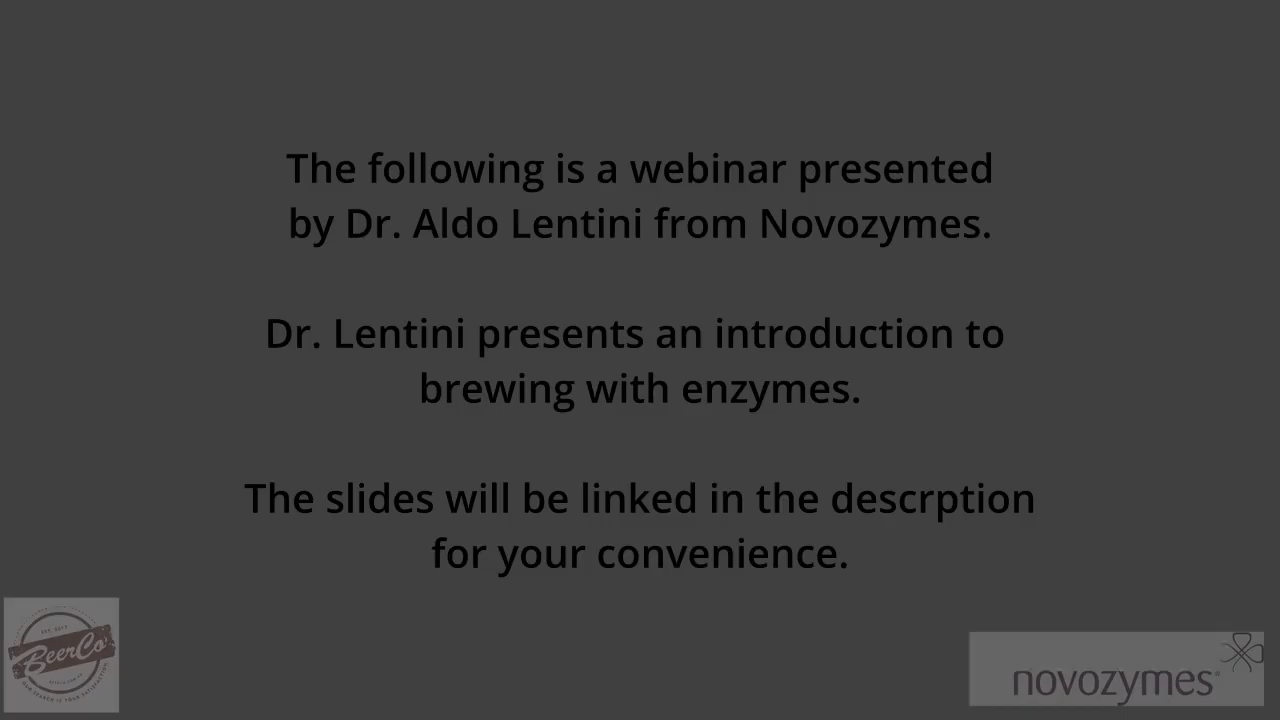 The following is a webinar presented
by Dr. Aldo Lentini from Novozymes.
Dr. Lentini presents an introduction to
brewing with enzymes.
The slides will be linked in the descrption
for your convenience.
BeerCo
novozymes